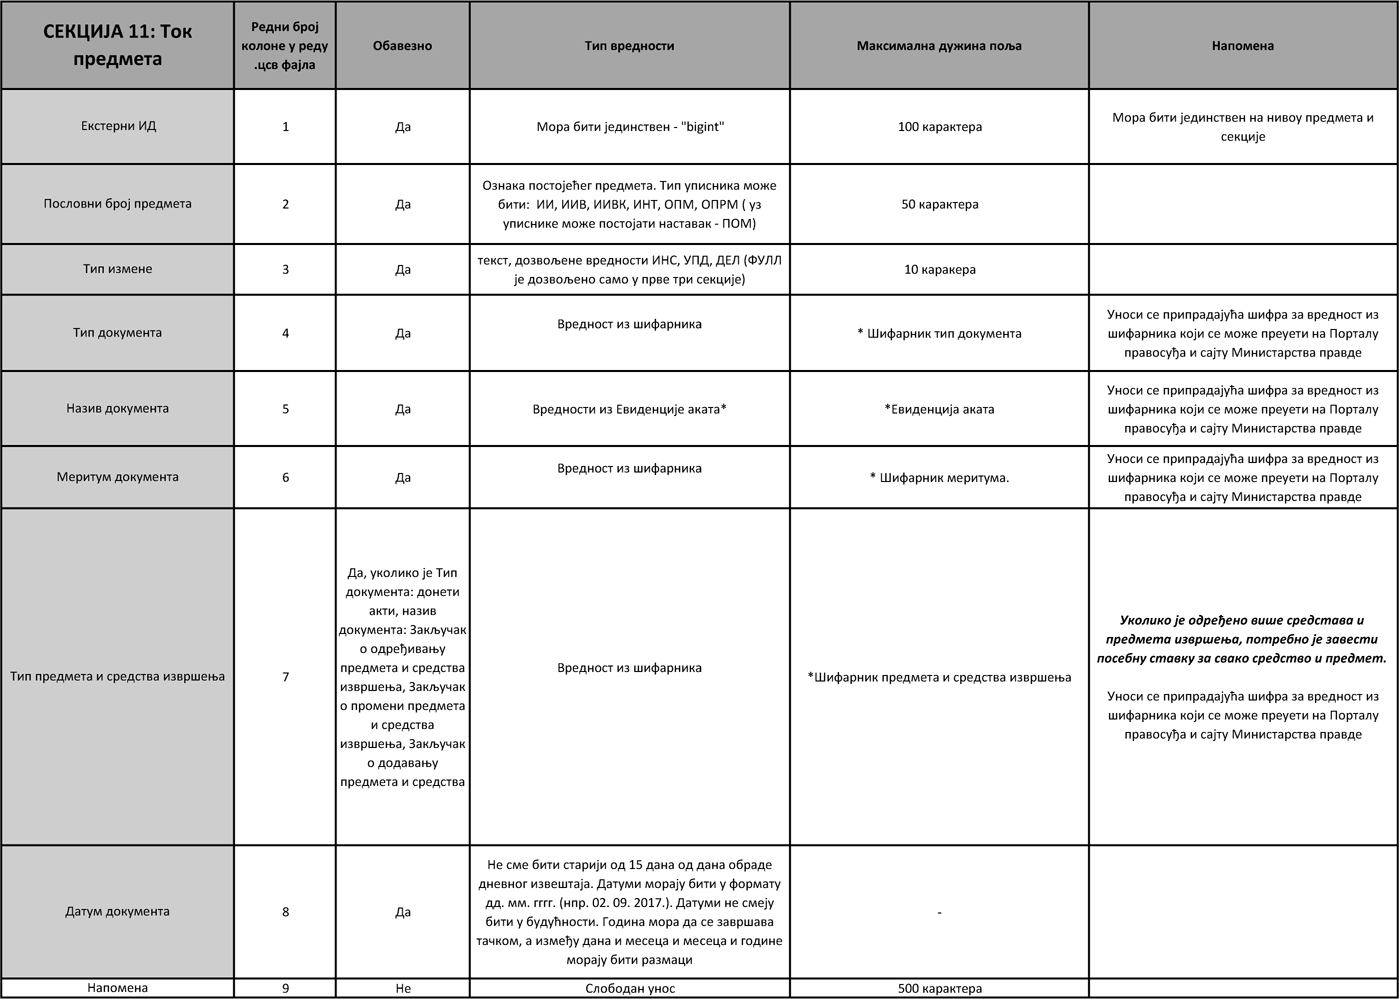 СЕКЦИЈА 11: Ток
предмета
Редни број
колоне у реду
.цсв фајла
Обавезно
Тип вредности
Максимална дужина поља
Напомена
Екстерни ИД
1
Да
Мора бити јединствен - "bigint"
100 карактера
Мора бити јединствен на нивоу предмета и
секције
Пословни број предмета
2
Да
Ознака постојећег предмета. Тип уписника може
бити:  ИИ, ИИВ, ИИВК, ИНТ, ОПМ, ОПРМ ( уз
уписнике може постојати наставак - ПОМ)
50 карактера
Тип измене
3
Да
текст, дозвољене вредности ИНС, УПД, ДЕЛ (ФУЛЛ
је дозвољено само у прве три секције)
10 каракера
Тип документа
4
Да
Вредност из шифарника
* Шифарник тип документа
Уноси се припрадајућа шифра за вредност из
шифарника који се може преуети на Порталу
правосуђа и сајту Министарства правде
Назив документа
5
Да
Вредности из Евиденције аката*
*Евиденција аката
Уноси се припрадајућа шифра за вредност из
шифарника који се може преуети на Порталу
правосуђа и сајту Министарства правде
Меритум документа
6
Да
Вредност из шифарника
* Шифарник меритума.
Уноси се припрадајућа шифра за вредност из
шифарника који се може преуети на Порталу
правосуђа и сајту Министарства правде
Тип предмета и средства извршења
7
Да, уколико је Тип
документа: донети
акти, назив
документа: Закључак
о одређивању
предмета и средства
извршења, Закључак
о промени предмета
и средства
извршења, Закључак
о додавању
предмета и средства
Вредност из шифарника
*Шифарник предмета и средства извршења
Уколико је одређено више средстава и
предмета извршења, потребно је завести
посебну ставку за свако средство и предмет.
Уноси се припрадајућа шифра за вредност из
шифарника који се може преуети на Порталу
правосуђа и сајту Министарства правде
Датум документа
8
Да
Не сме бити старији од 15 дана од дана обраде
дневног извештаја. Датуми морају бити у формату
дд. мм. гггг. (нпр. 02. 09. 2017.). Датуми не смеју
бити у будућности. Година мора да се завршава
тачком, а између дана и месеца и месеца и године
морају бити размаци
-
Напомена
9
Не
Слободан унос
500 карактера